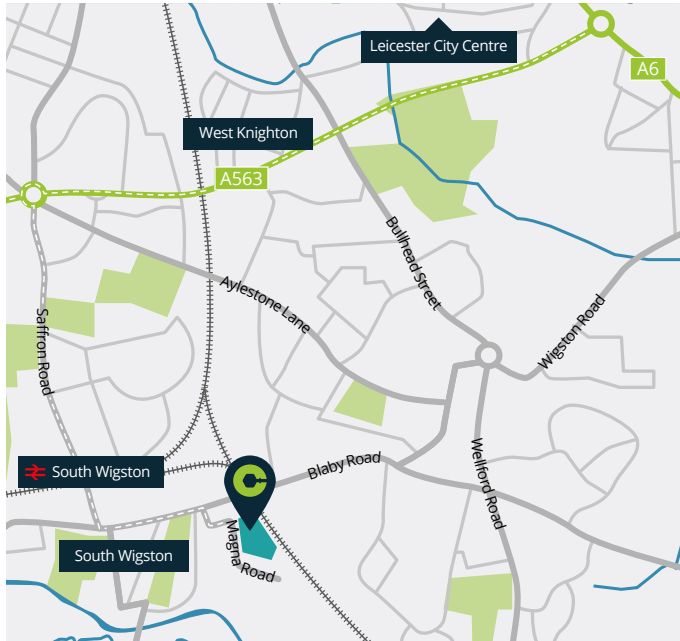 Leicester City Centre
A6
West Knighton
A563
Bullhead Street
Aylestone Lane
Saffron Road
Wigston Road
South Wigston
Blaby Road
Wellford Road
South Wigston
Magna Road